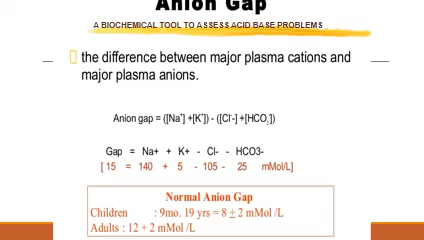 Anion Gap
A BIOCHEMICAL TOOL TO ASSESS ACID BASE PROBLEMS
the difference between major plasma cations and
major plasma anions.
Anion gap = ([Na⁺] +[K⁺]) - ([Cl-] +[HCO₃⁻])
Gap = Na+ + K+ - Cl- - HCO3-
[ 15 = 140 + 5 - 105 - 25 mMol/L]
Normal Anion Gap
Children : 9mo. 19 yrs = 8 + 2 mMol /L
Adults : 12 + 2 mMol /L